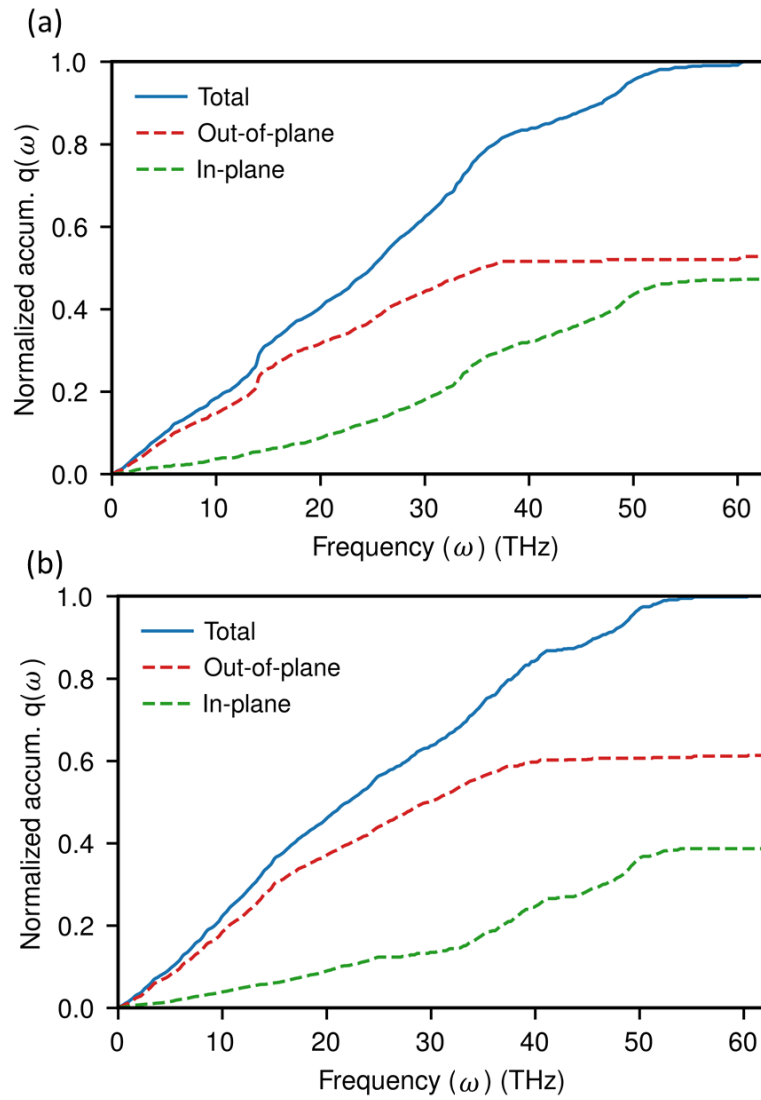 (a)
1.0
0.8
0.6
0.4
0.2
0.0
Normalized accum. q(ω)
Total
Out-of-plane
In-plane
0 10 20 30 40 50 60
Frequency (ω) (THz)
(b)
1.0
0.8
0.6
0.4
0.2
0.0
Normalized accum. q(ω)
Total
Out-of-plane
In-plane
0 10 20 30 40 50 60
Frequency (ω) (THz)